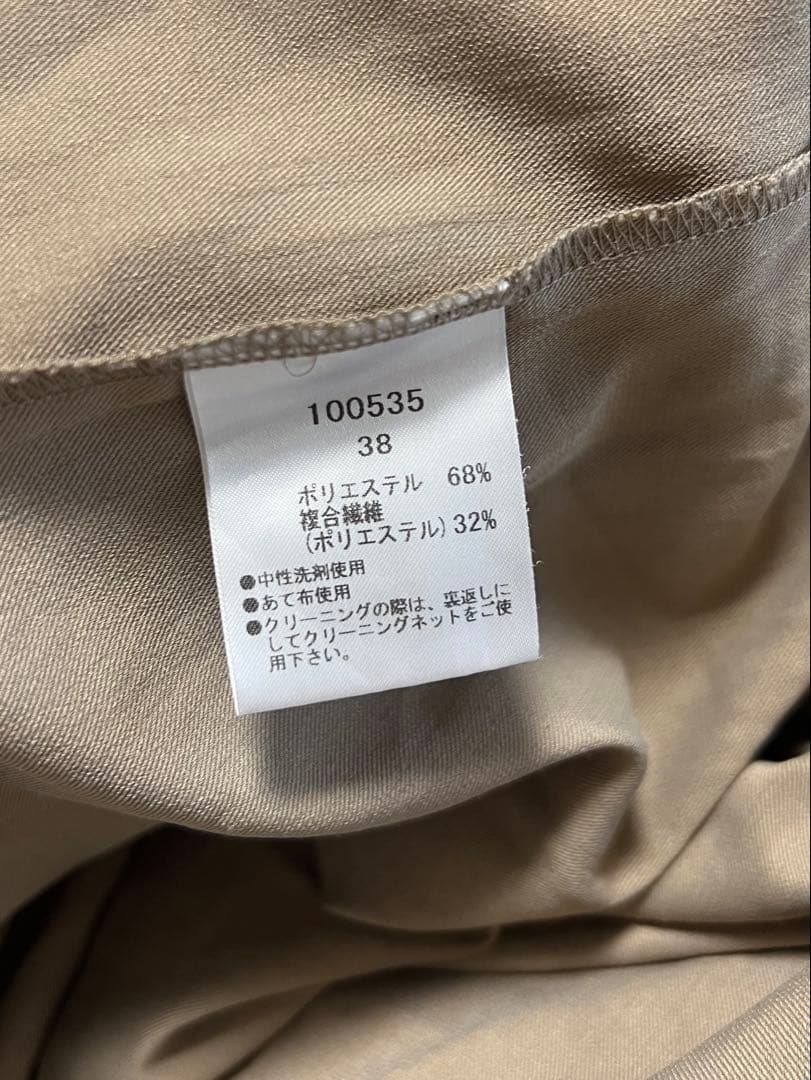 100535
38
ポリエステル 68%
複合繊維
(ポリエステル) 32%
●中性洗剤使用
●あて布使用
●クリーニングの際は、裏返しに
してクリーニングネットをご使
用下さい。